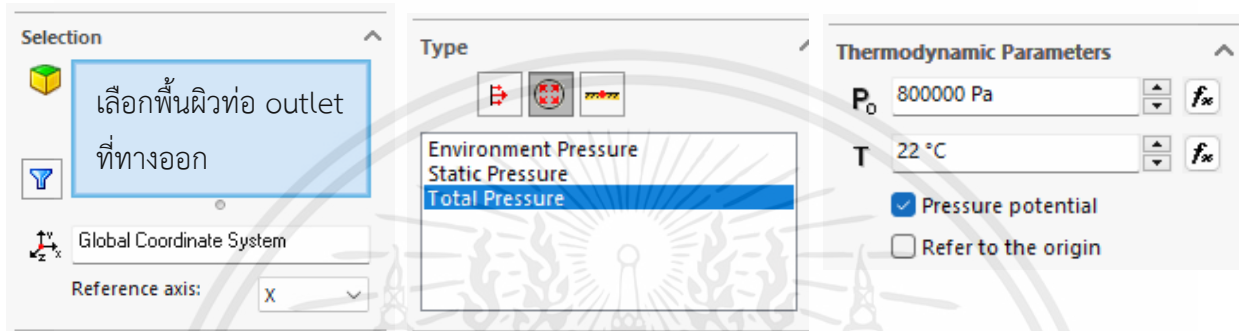 Selection
เลือกพื้นผิวท่อ outlet
ที่ทางออก
Global Coordinate System
Reference axis:
X
Type
Environment Pressure
Static Pressure
Total Pressure
Thermodynamic Parameters
P0 800000 Pa
T 22 °C
Pressure potential
Refer to the origin